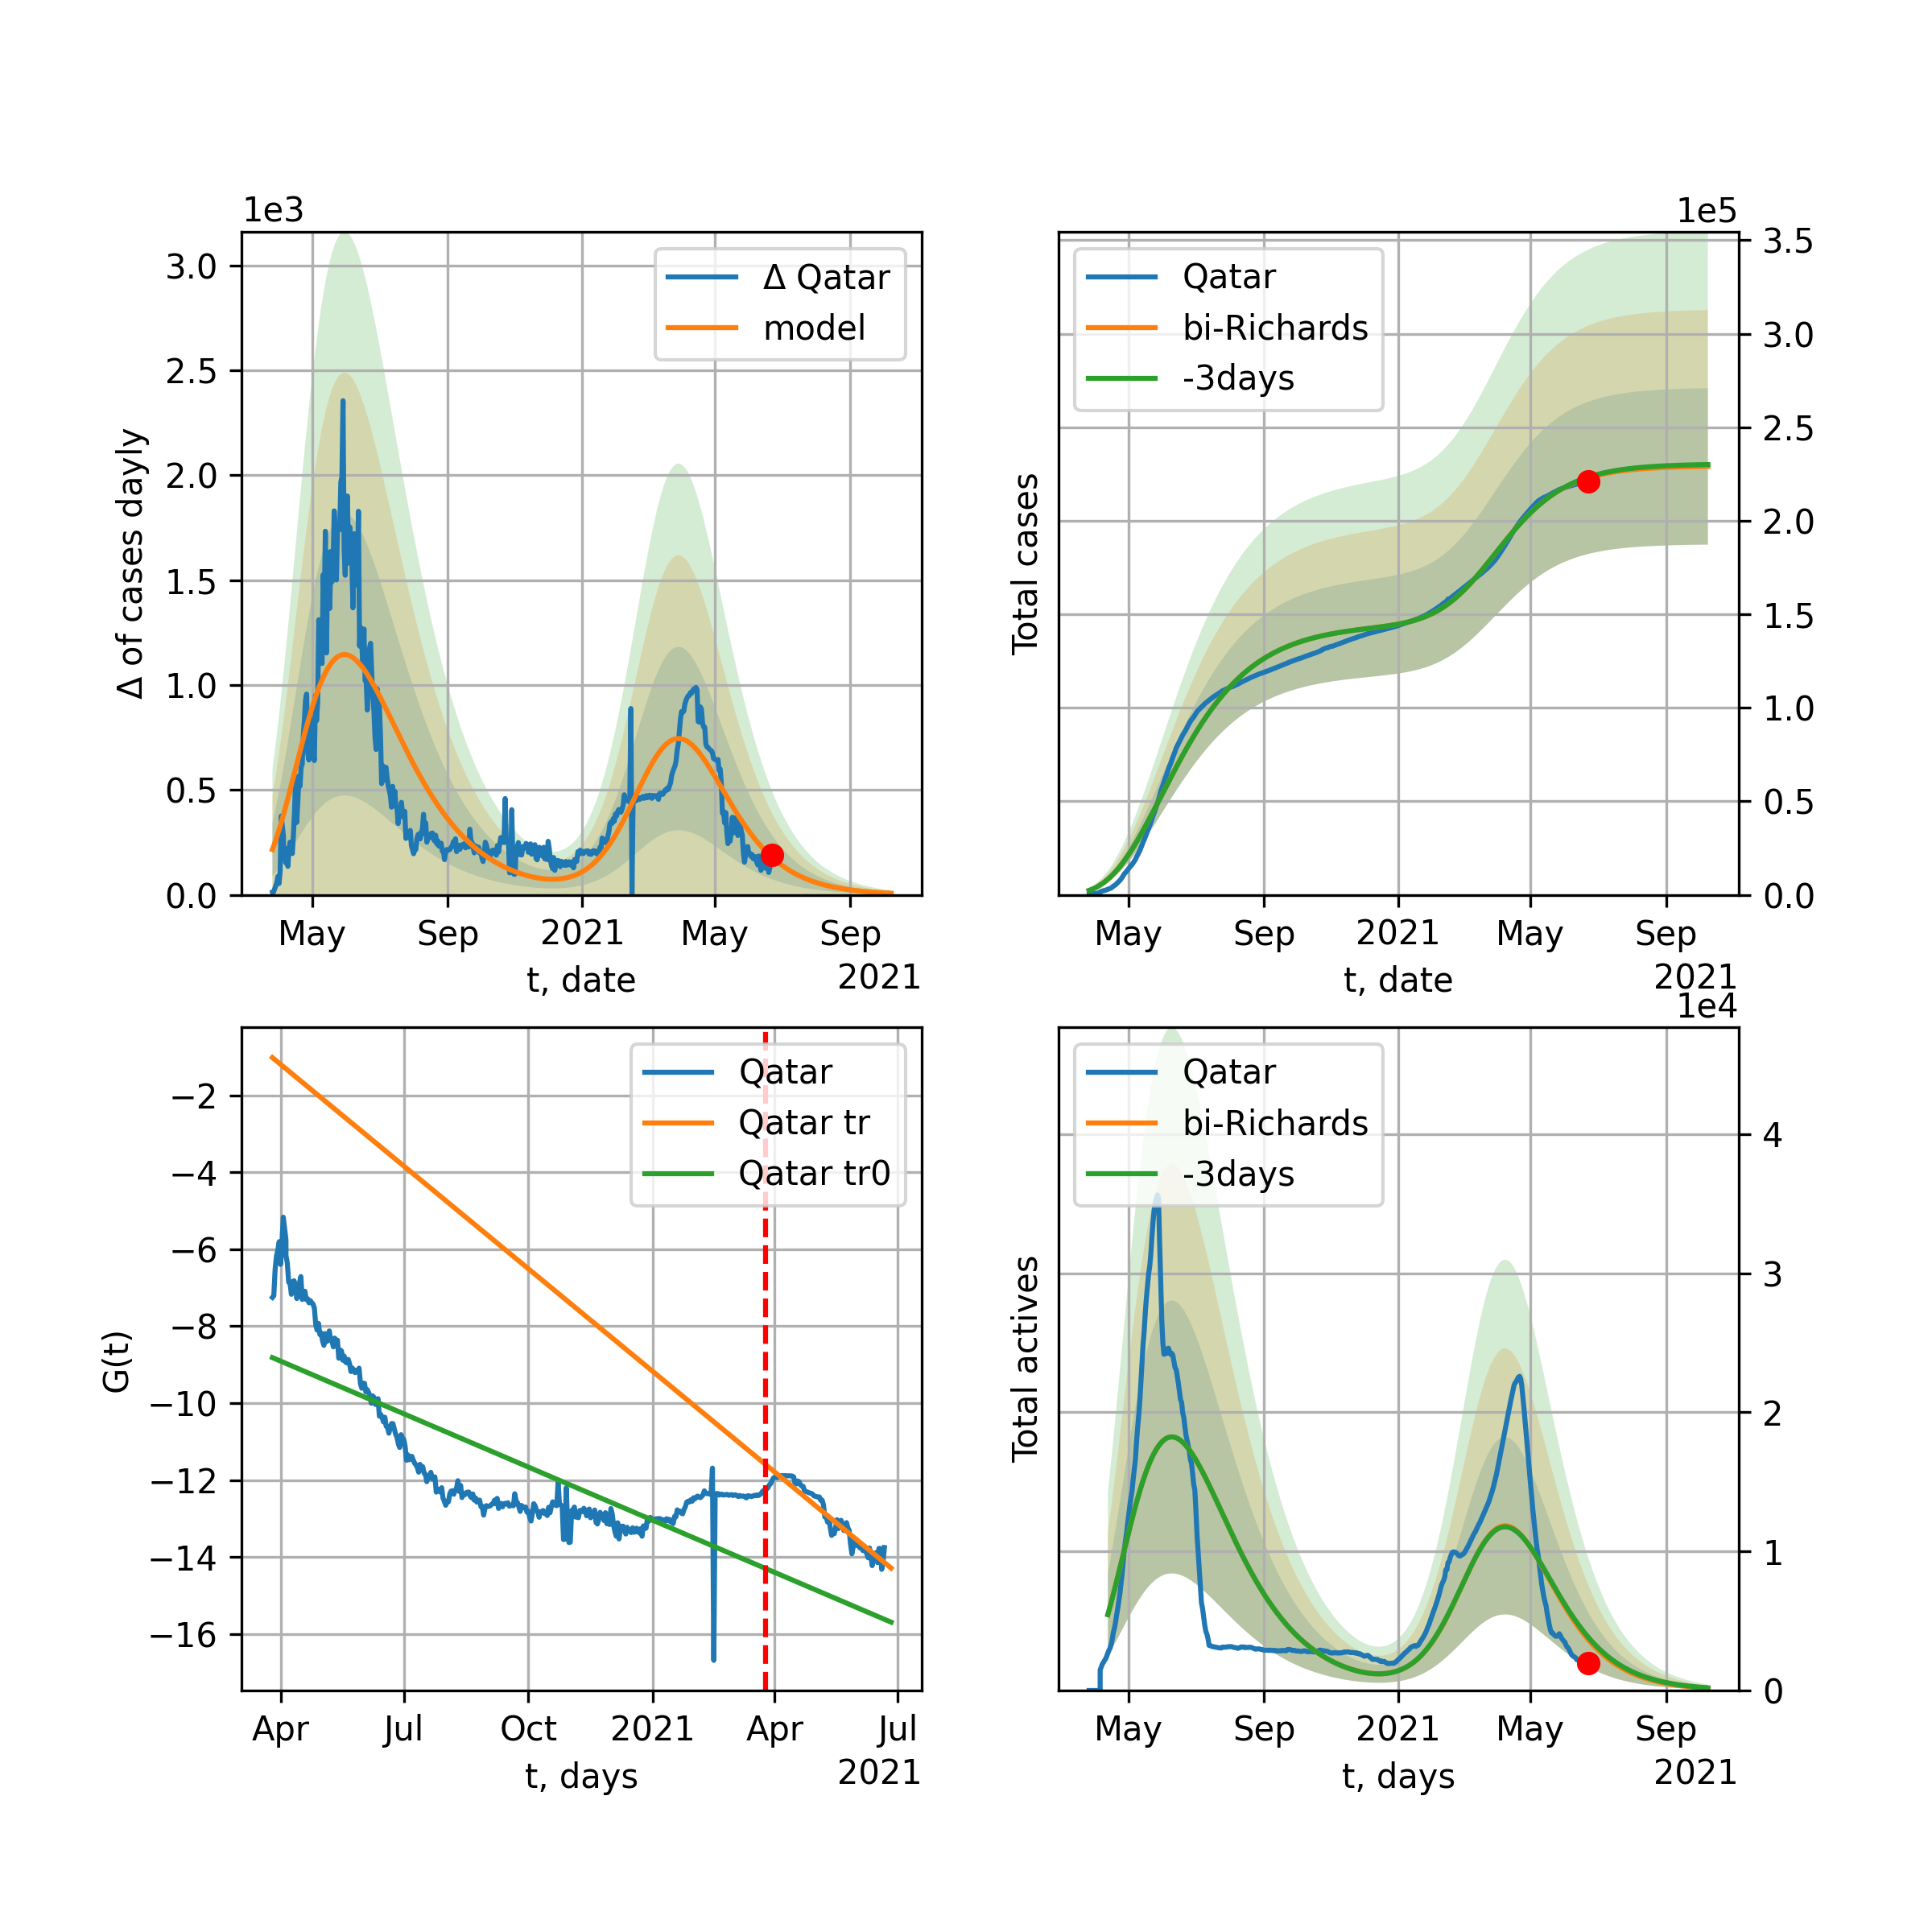 1e3
3.0
2.5
2.0
1.5
1.0
0.5
0.0
Δ of cases dayly
Δ Qatar
model
May Sep 2021 May Sep
t, date
2021
1e5
3.5
3.0
2.5
2.0
1.5
1.0
0.5
0.0
Total cases
Qatar
bi-Richards
-3days
May Sep 2021 May Sep
t, date
2021
−2
−4
−6
−8
−10
−12
−14
−16
G(t)
Qatar
Qatar tr
Qatar tr0
Apr Jul Oct 2021 Apr Jul
t, days
2021
1e4
4
3
2
1
0
Total actives
Qatar
bi-Richards
-3days
May Sep 2021 May Sep
t, days
2021